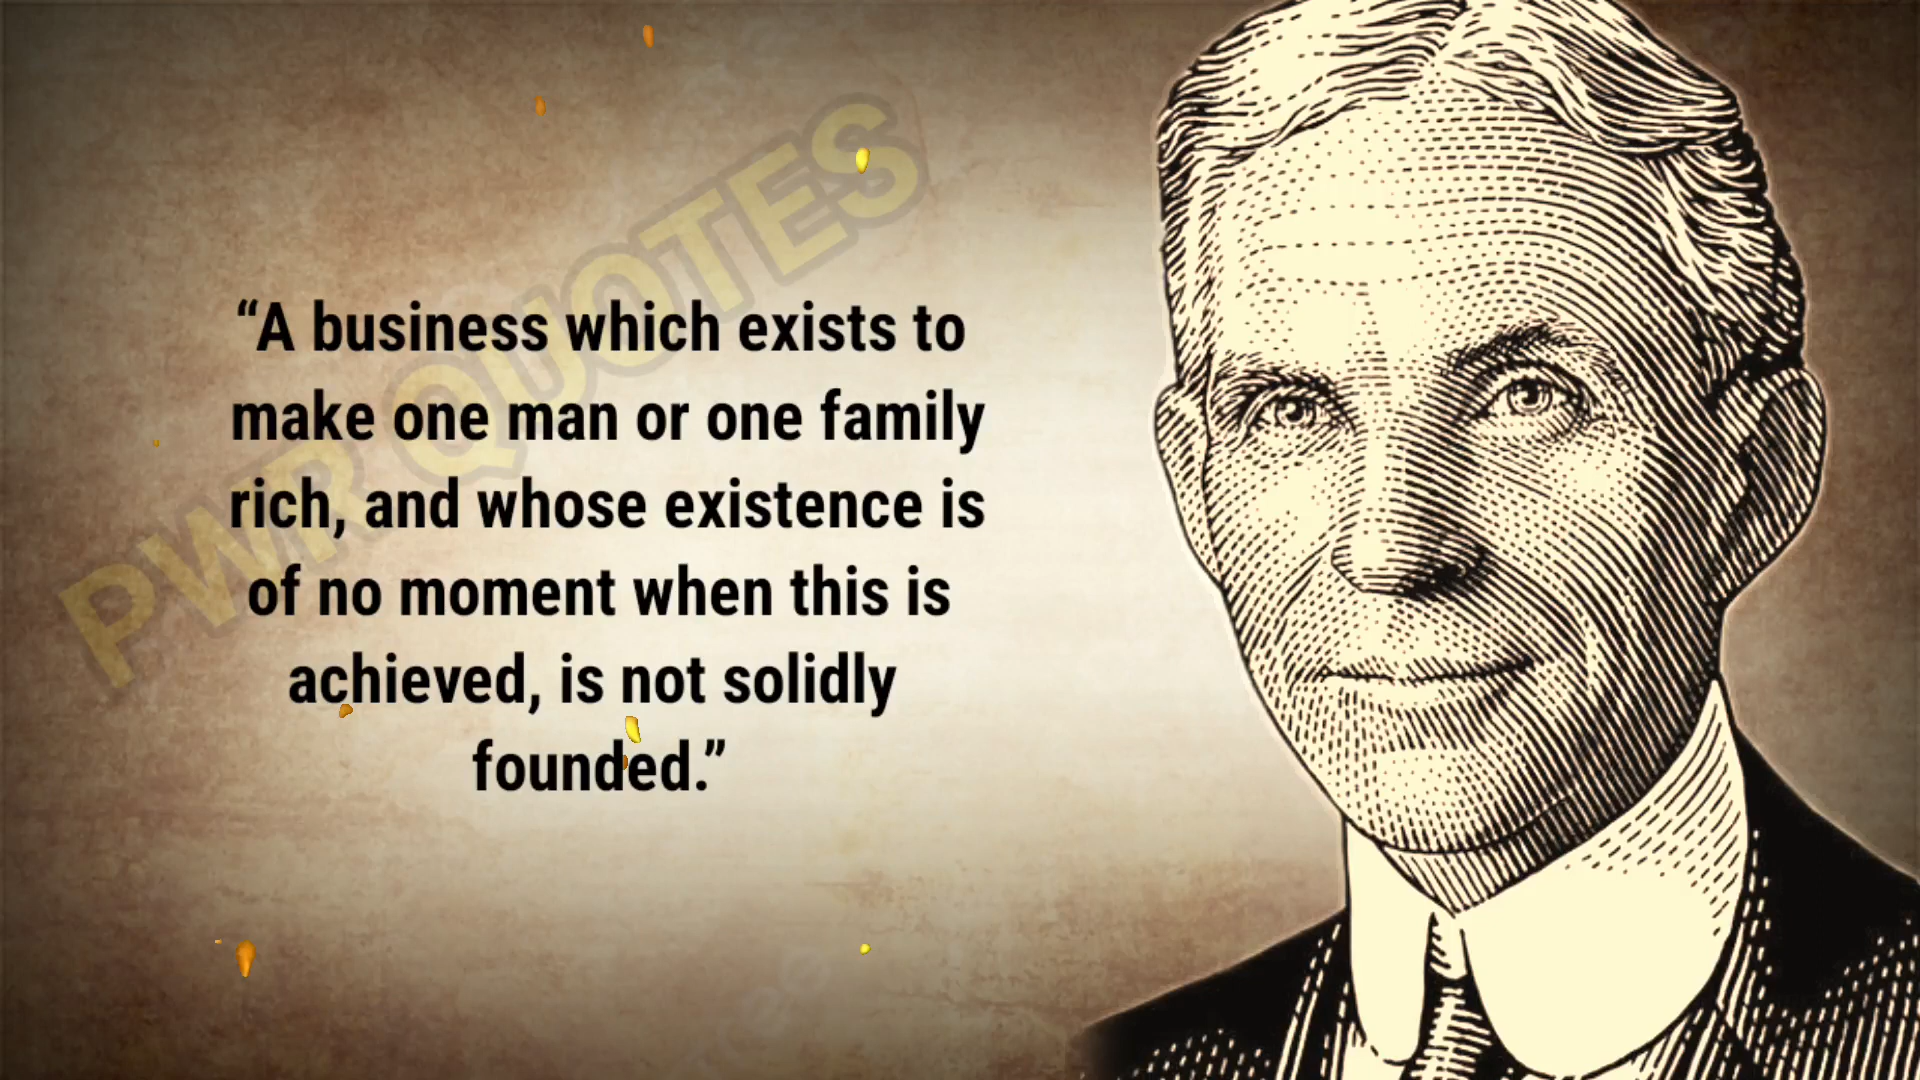 PWR QUOTES
“A business which exists to
make one man or one family
rich, and whose existence is
of no moment when this is
achieved, is not solidly
founded.”